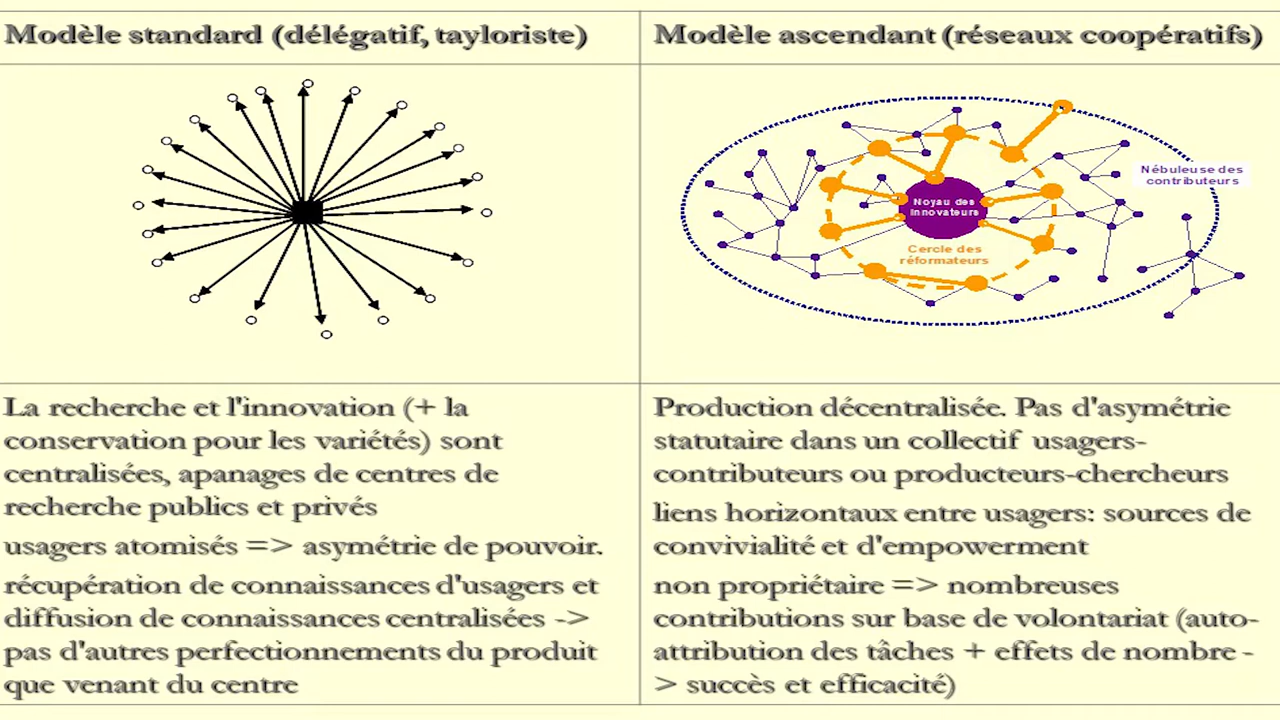 Modèle standard (délégatif, tayloriste)
Modèle ascendant (réseaux coopératifs)
Nébuleuse des
contributeurs
Noyau des
innovateurs
Cercle des
réformateurs
La recherche et l'innovation (+ la
conservation pour les variétés) sont
centralisées, apanages de centres de
recherche publics et privés
usagers atomisés => asymétrie de pouvoir.
récupération de connaissances d'usagers et
diffusion de connaissances centralisées ->
pas d'autres perfectionnements du produit
que venant du centre
Production décentralisée. Pas d'asymétrie
statutaire dans un collectif usagers-
contributeurs ou producteurs-chercheurs
liens horizontaux entre usagers: sources de
convivialité et d'empowerment
non propriétaire => nombreuses
contributions sur base de volontariat (auto-
attribution des tâches + effets de nombre -
> succès et efficacité)